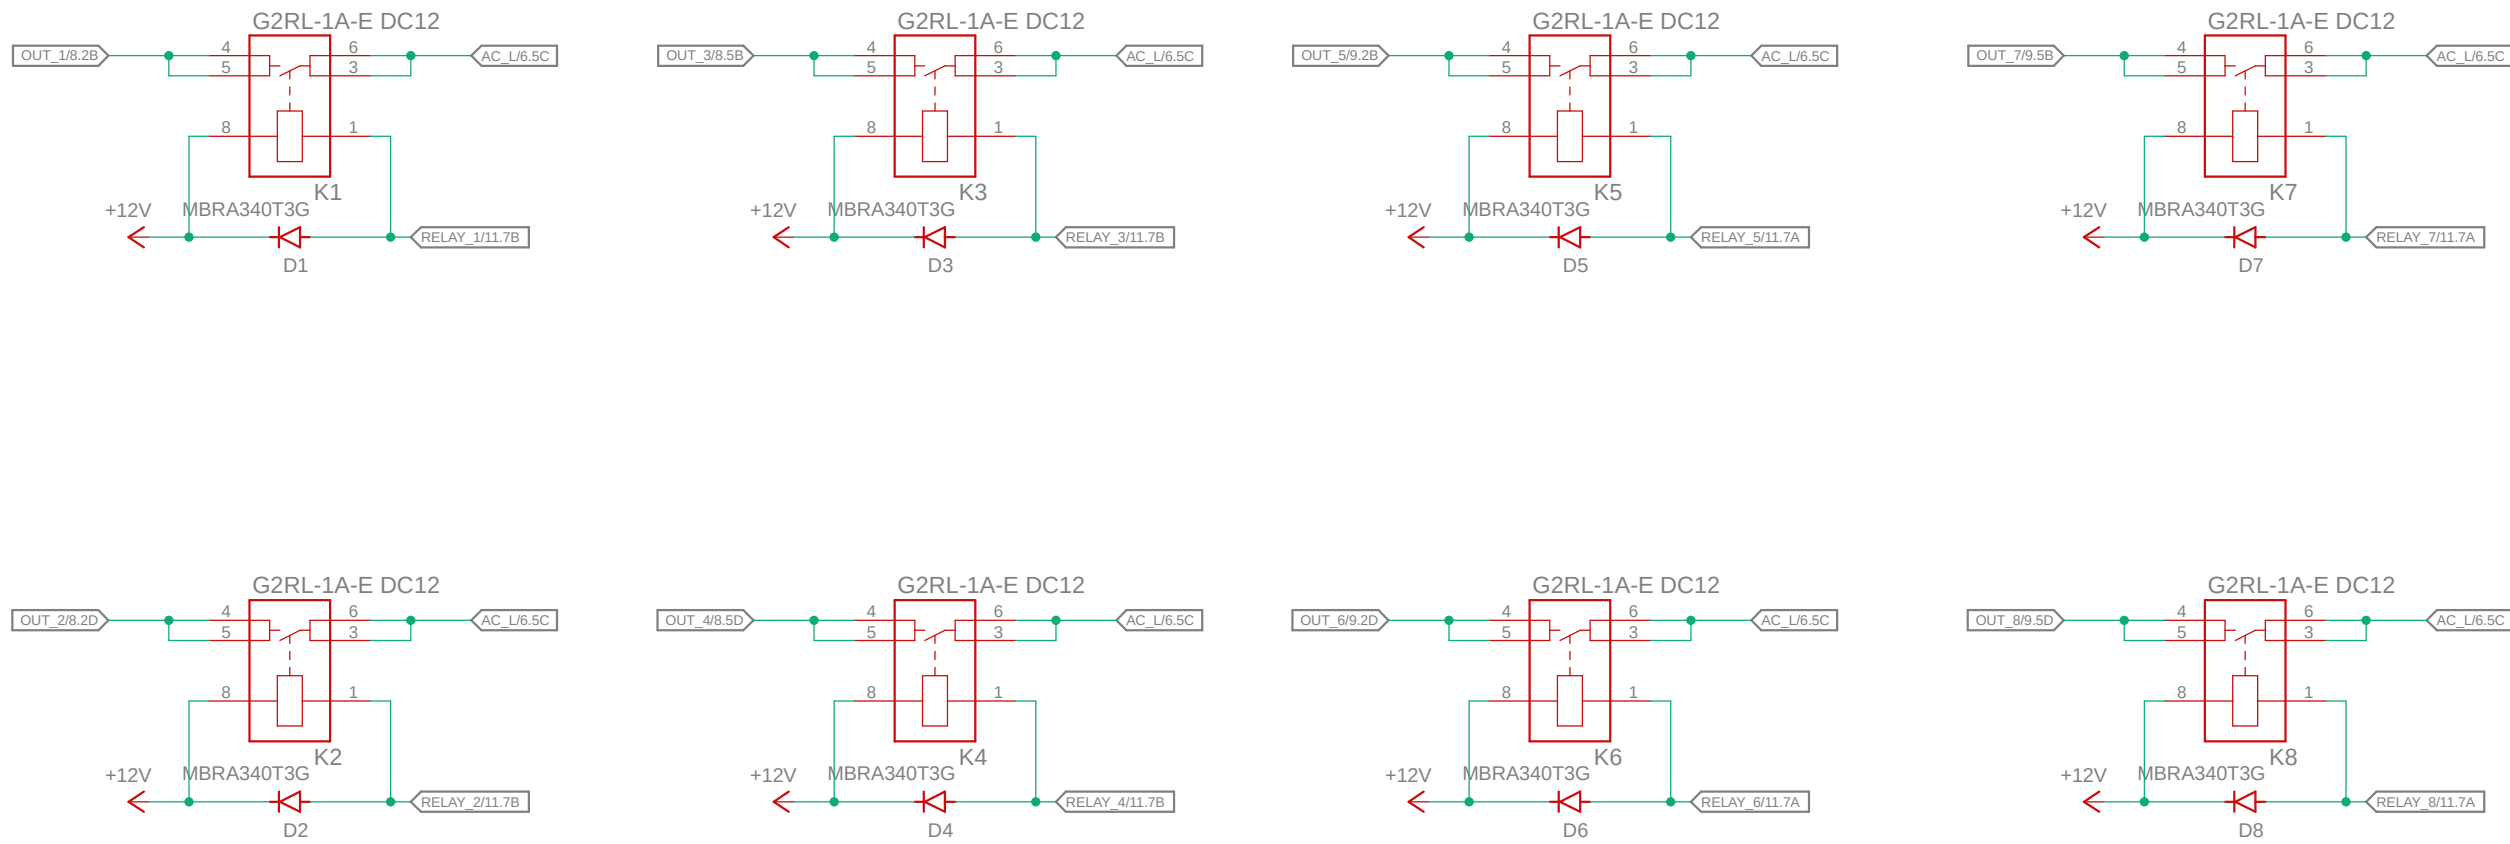 G2RL-1A-E DC12
OUT_1/8.2B
4
5
6
3
AC_L/6.5C
8
1
K1
+12V
MBRA340T3G
RELAY_1/11.7B
D1
G2RL-1A-E DC12
OUT_3/8.5B
4
5
6
3
AC_L/6.5C
8
1
K3
+12V
MBRA340T3G
RELAY_3/11.7B
D3
G2RL-1A-E DC12
OUT_5/9.2B
4
5
6
3
AC_L/6.5C
8
1
K5
+12V
MBRA340T3G
RELAY_5/11.7A
D5
G2RL-1A-E DC12
OUT_7/9.5B
4
5
6
3
AC_L/6.5C
8
1
K7
+12V
MBRA340T3G
RELAY_7/11.7A
D7
G2RL-1A-E DC12
OUT_2/8.2D
4
5
6
3
AC_L/6.5C
8
1
K2
+12V
MBRA340T3G
RELAY_2/11.7B
D2
G2RL-1A-E DC12
OUT_4/8.5D
4
5
6
3
AC_L/6.5C
8
1
K4
+12V
MBRA340T3G
RELAY_4/11.7B
D4
G2RL-1A-E DC12
OUT_6/9.2D
4
5
6
3
AC_L/6.5C
8
1
K6
+12V
MBRA340T3G
RELAY_6/11.7A
D6
G2RL-1A-E DC12
OUT_8/9.5D
4
5
6
3
AC_L/6.5C
8
1
K8
+12V
MBRA340T3G
RELAY_8/11.7A
D8